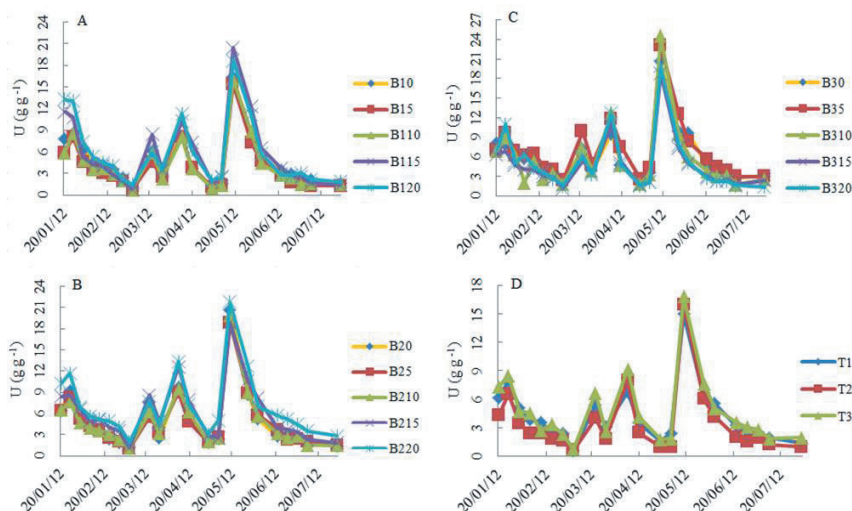 A
U (g g⁻¹)
24
21
18
15
12
9
6
3
0
20/01/12
20/02/12
20/03/12
20/04/12
20/05/12
20/06/12
20/07/12
B10
B15
B110
B115
B120
C
U (g g⁻¹)
27
24
21
18
15
12
9
6
3
0
20/01/12
20/02/12
20/03/12
20/04/12
20/05/12
20/06/12
20/07/12
B30
B35
B310
B315
B320
B
U (g g⁻¹)
24
21
18
15
12
9
6
3
0
20/01/12
20/02/12
20/03/12
20/04/12
20/05/12
20/06/12
20/07/12
B20
B25
B210
B215
B220
D
U (g g⁻¹)
18
15
12
9
6
3
0
20/01/12
20/02/12
20/03/12
20/04/12
20/05/12
20/06/12
20/07/12
T1
T2
T3